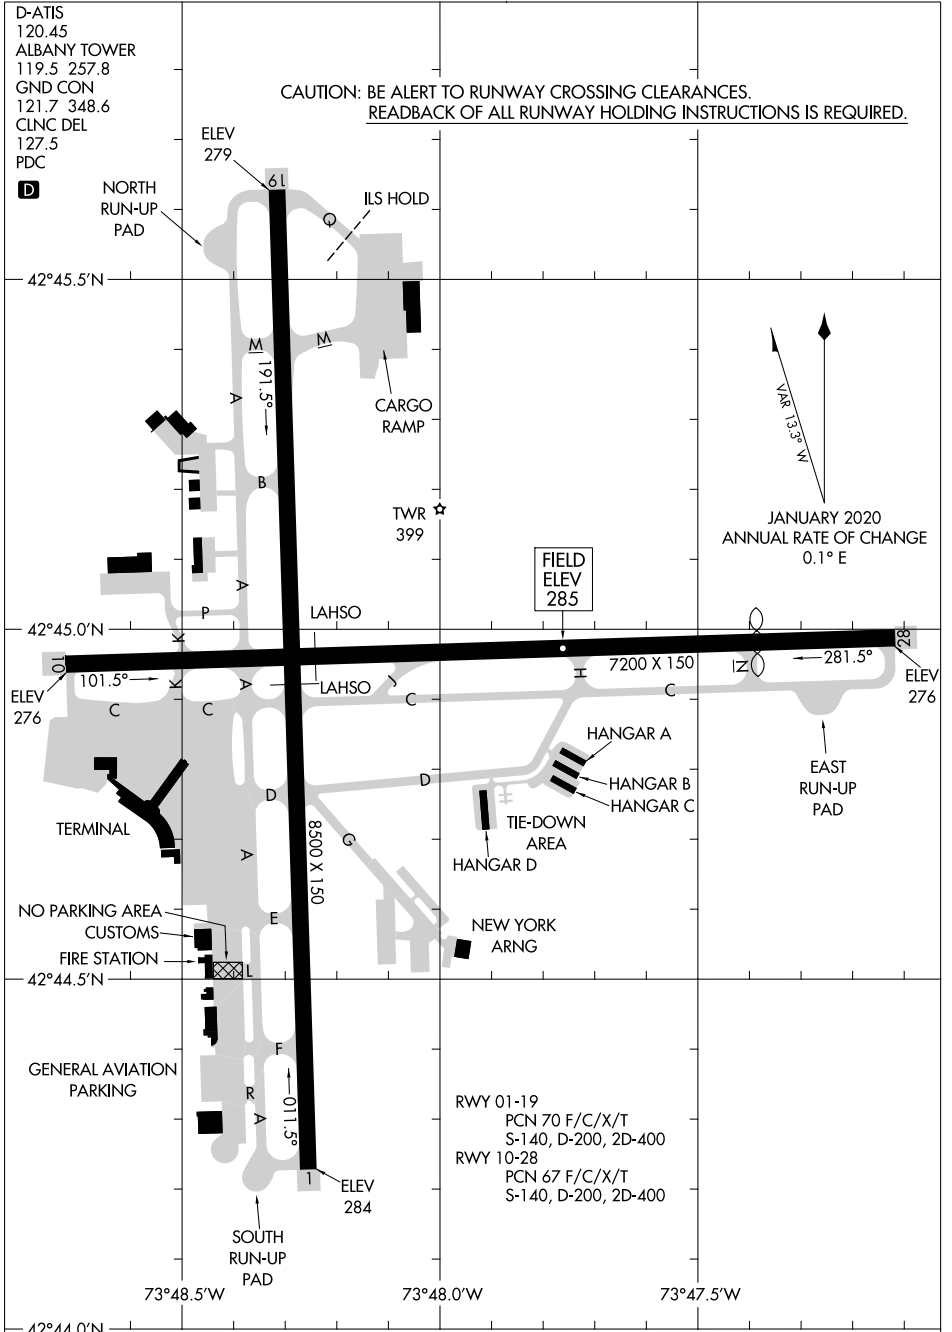 D-ATIS
120.45
ALBANY TOWER
119.5 257.8
GND CON
121.7 348.6
CLNC DEL
127.5
PDC
D
CAUTION: BE ALERT TO RUNWAY CROSSING CLEARANCES.
READBACK OF ALL RUNWAY HOLDING INSTRUCTIONS IS REQUIRED.
ELEV
279
19
NORTH
RUN-UP
PAD
Q
ILS HOLD
42°45.5'N
M
M
191.5°
A
CARGO
RAMP
VAR 13.3° W
B
TWR
399
JANUARY 2020
ANNUAL RATE OF CHANGE
0.1° E
FIELD
ELEV
285
A
P
LAHSO
42°45.0'N
K
10
28
7200 X 150
N
281.5°
101.5°
K
A
LAHSO
J
H
C
C
C
C
ELEV
276
ELEV
276
HANGAR A
HANGAR B
HANGAR C
EAST
RUN-UP
PAD
D
D
TERMINAL
8500 X 150
G
A
TIE-DOWN
AREA
HANGAR D
NO PARKING AREA
CUSTOMS
FIRE STATION
E
NEW YORK
ARNG
L
42°44.5'N
F
GENERAL AVIATION
PARKING
R
A
011.5°
RWY 01-19
PCN 70 F/C/X/T
S-140, D-200, 2D-400
RWY 10-28
PCN 67 F/C/X/T
S-140, D-200, 2D-400
1
ELEV
284
SOUTH
RUN-UP
PAD
73°48.5'W
73°48.0'W
73°47.5'W
42°44.0'N